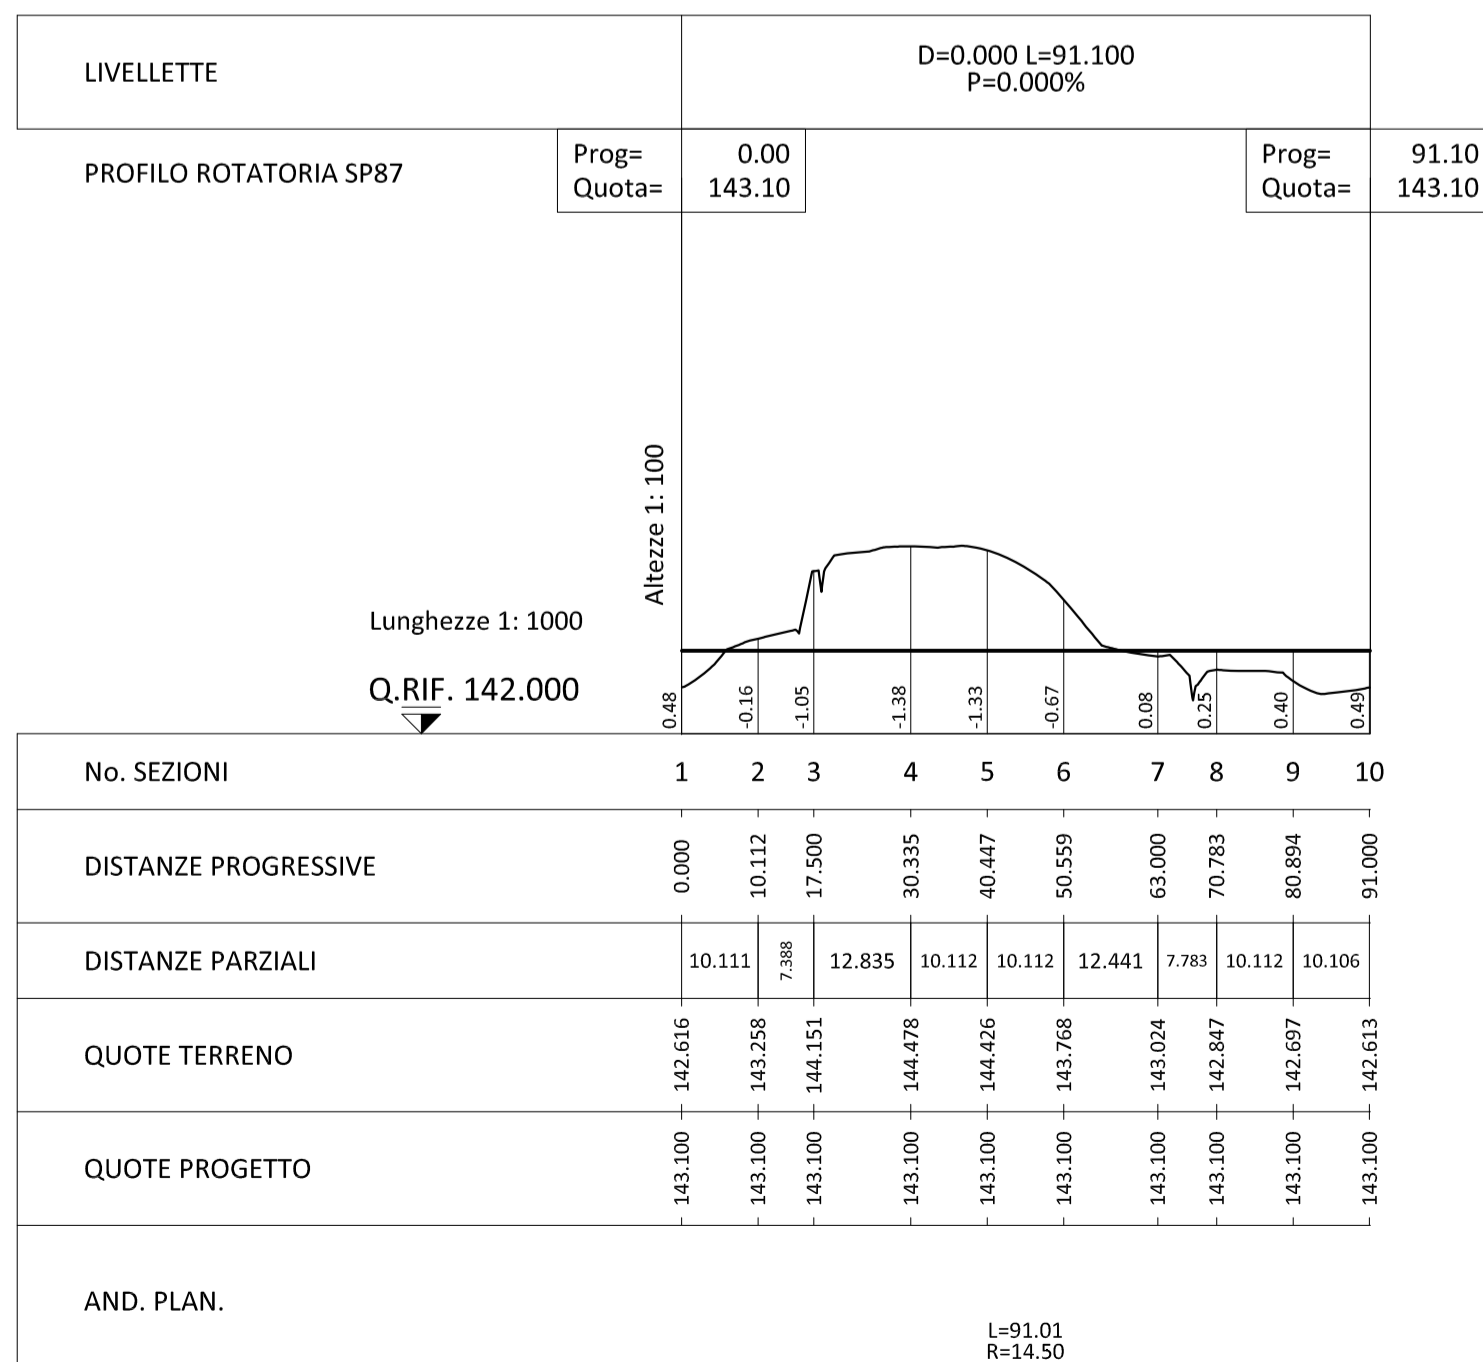 LIVELLETTE
D=0.000 L=91.100
P=0.000%
PROFILO ROTATORIA SP87
Prog= 0.00
Quota= 143.10
Prog= 91.10
Quota= 143.10
Altezze 1: 100
Lunghezze 1: 1000
Q.RIF. 142.000
0.48 -0.16 -1.05 -1.38 -1.33 -0.67 0.08 0.25 0.40 0.49
No. SEZIONI 1 2 3 4 5 6 7 8 9 10
DISTANZE PROGRESSIVE 0.000 10.112 17.500 30.335 40.447 50.559 63.000 70.783 80.894 91.000
DISTANZE PARZIALI 10.111 7.388 12.835 10.112 10.112 12.441 7.783 10.112 10.106
QUOTE TERRENO 142.616 143.258 144.151 144.478 144.426 143.768 143.024 142.847 142.697 142.613
QUOTE PROGETTO 143.100 143.100 143.100 143.100 143.100 143.100 143.100 143.100 143.100 143.100
AND. PLAN.
L=91.01
R=14.50